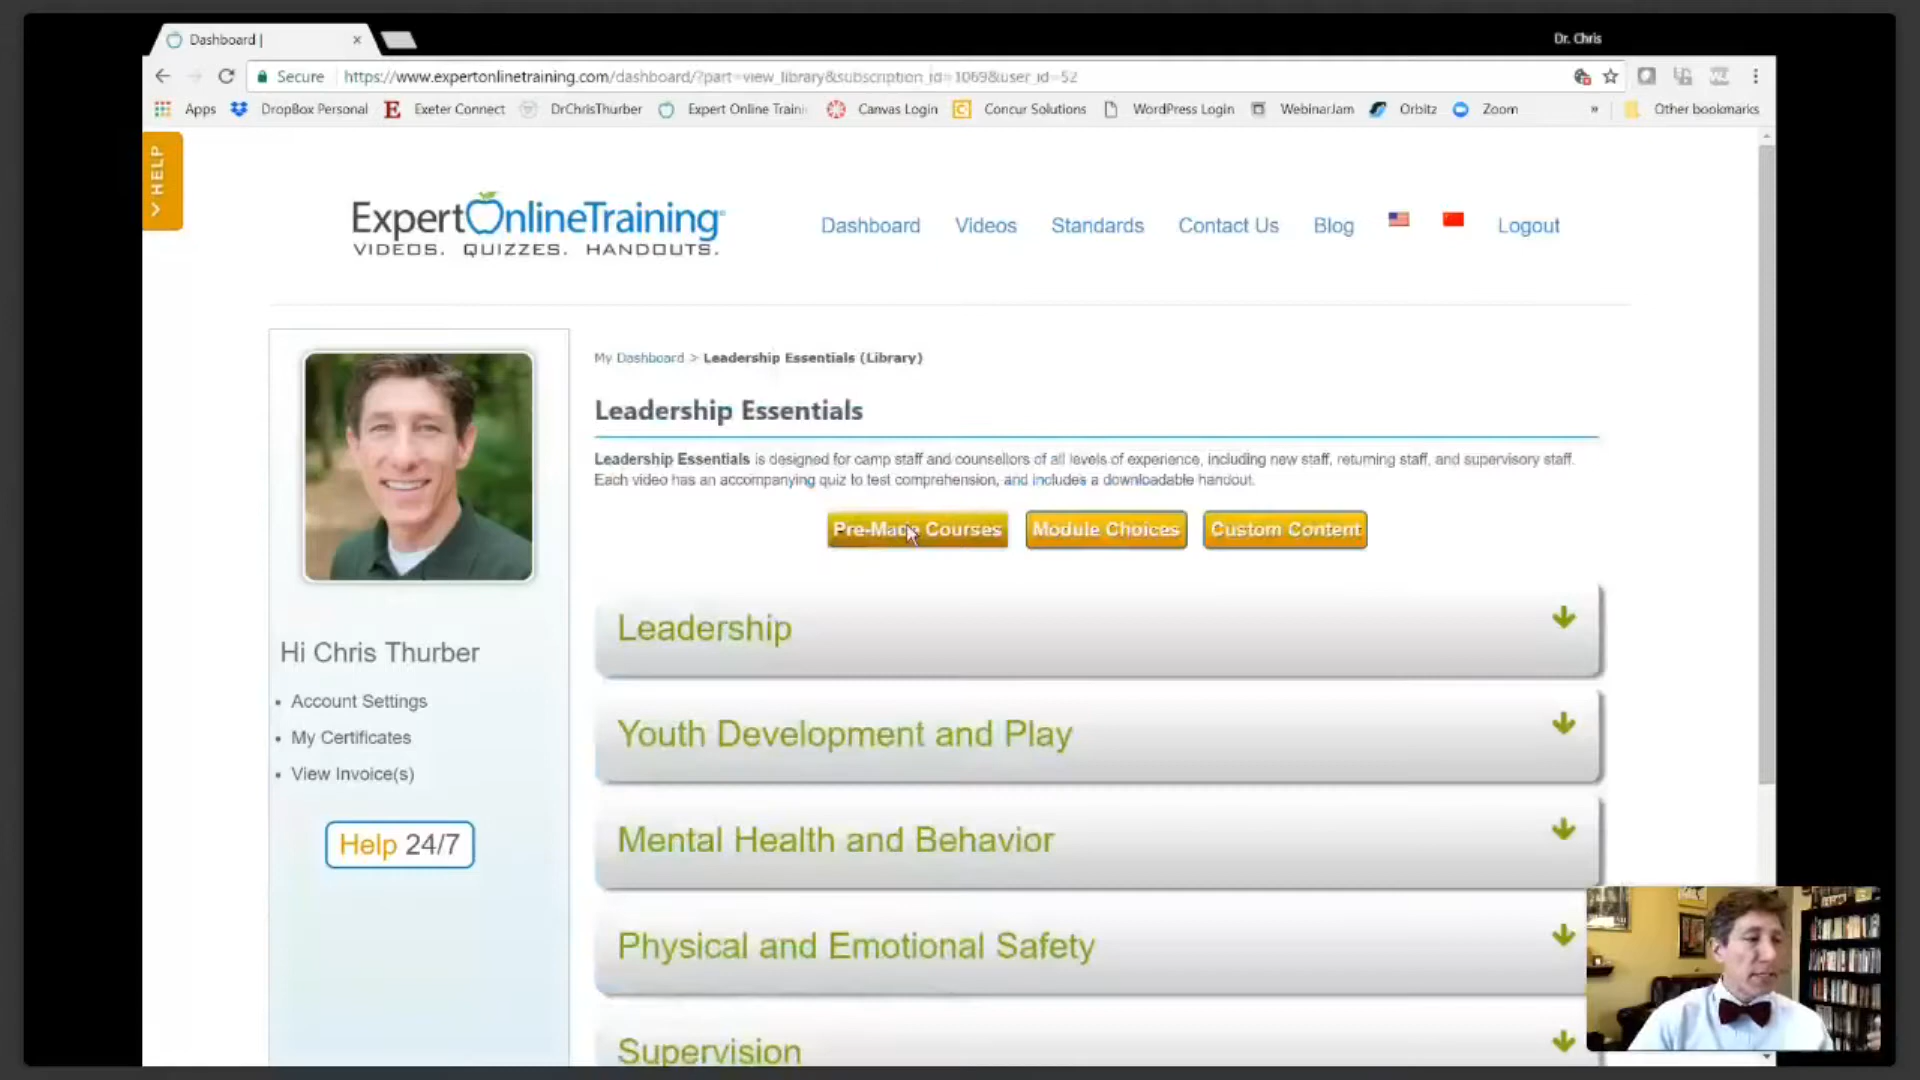 Dashboard |
Dr. Chris
Secure https://www.expertonlinetraining.com/dashboard/?part=view_library&subscription_id=1069&user_id=52
Apps DropBox Personal Exeter Connect DrChrisThurber Expert Online Traini Canvas Login Concur Solutions WordPress Login WebinarJam Orbitz Zoom » Other bookmarks
HELP
ExpertOnlineTraining
VIDEOS. QUIZZES. HANDOUTS.
Dashboard Videos Standards Contact Us Blog Logout
My Dashboard > Leadership Essentials (Library)
Leadership Essentials
Leadership Essentials is designed for camp staff and counsellors of all levels of experience, including new staff, returning staff, and supervisory staff.
Each video has an accompanying quiz to test comprehension, and includes a downloadable handout.
Pre-Made Courses Module Choices Custom Content
Leadership
Youth Development and Play
Mental Health and Behavior
Physical and Emotional Safety
Supervision
Hi Chris Thurber
• Account Settings
• My Certificates
• View Invoice(s)
Help 24/7